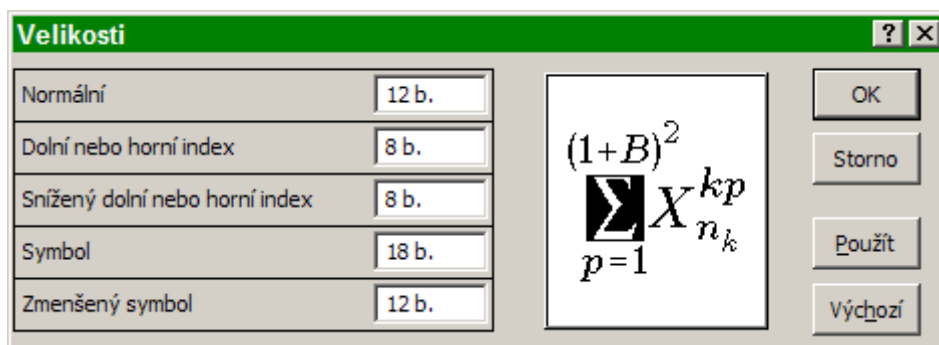 Velikosti
Normální 12 b.
Dolní nebo horní index 8 b.
Snížený dolní nebo horní index 8 b.
Symbol 18 b.
Zmenšený symbol 12 b.
(1+B)²
∑ X kp n k
p=1
OK
Storno
Použít
Výchozí